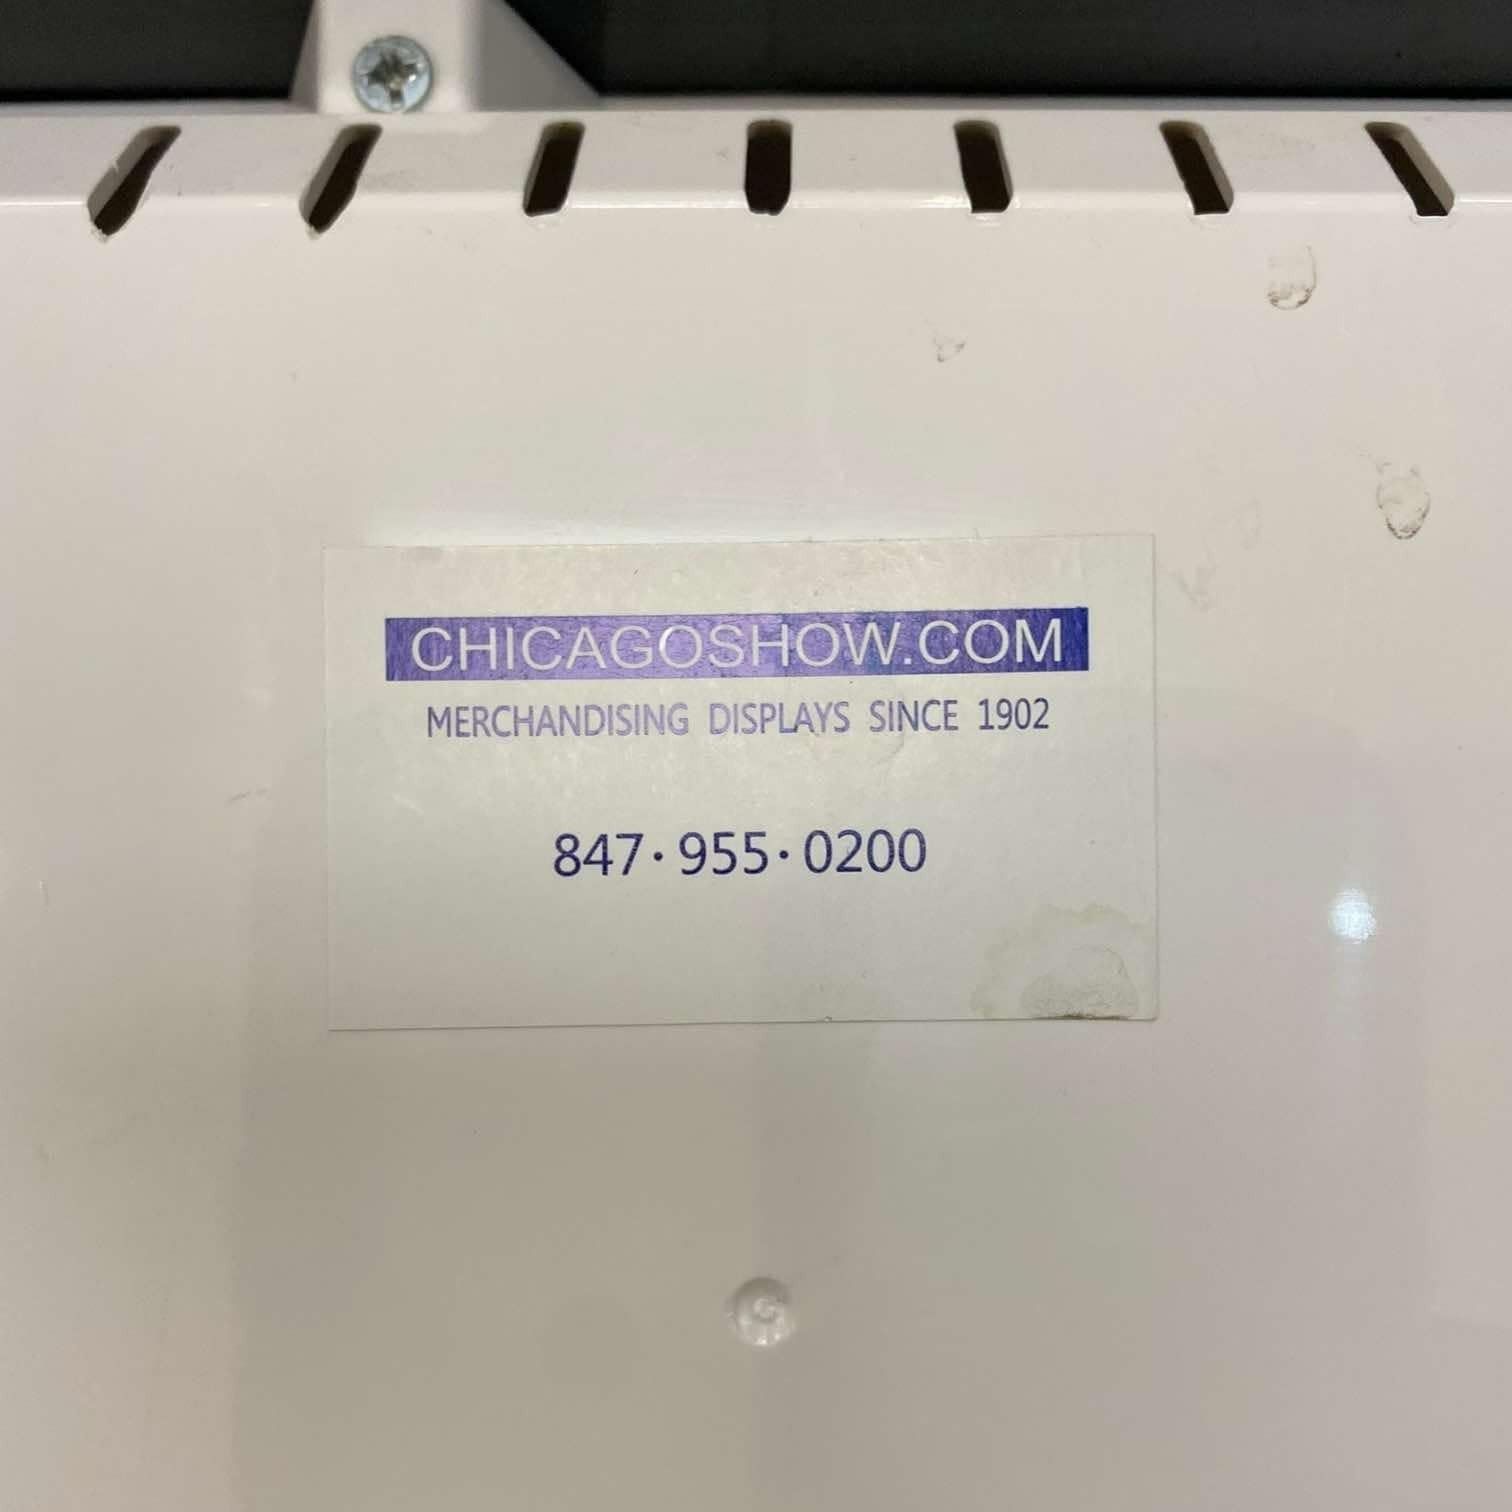 CHICAGOSHOW.COM
MERCHANDISING DISPLAYS SINCE 1902
847·955·0200